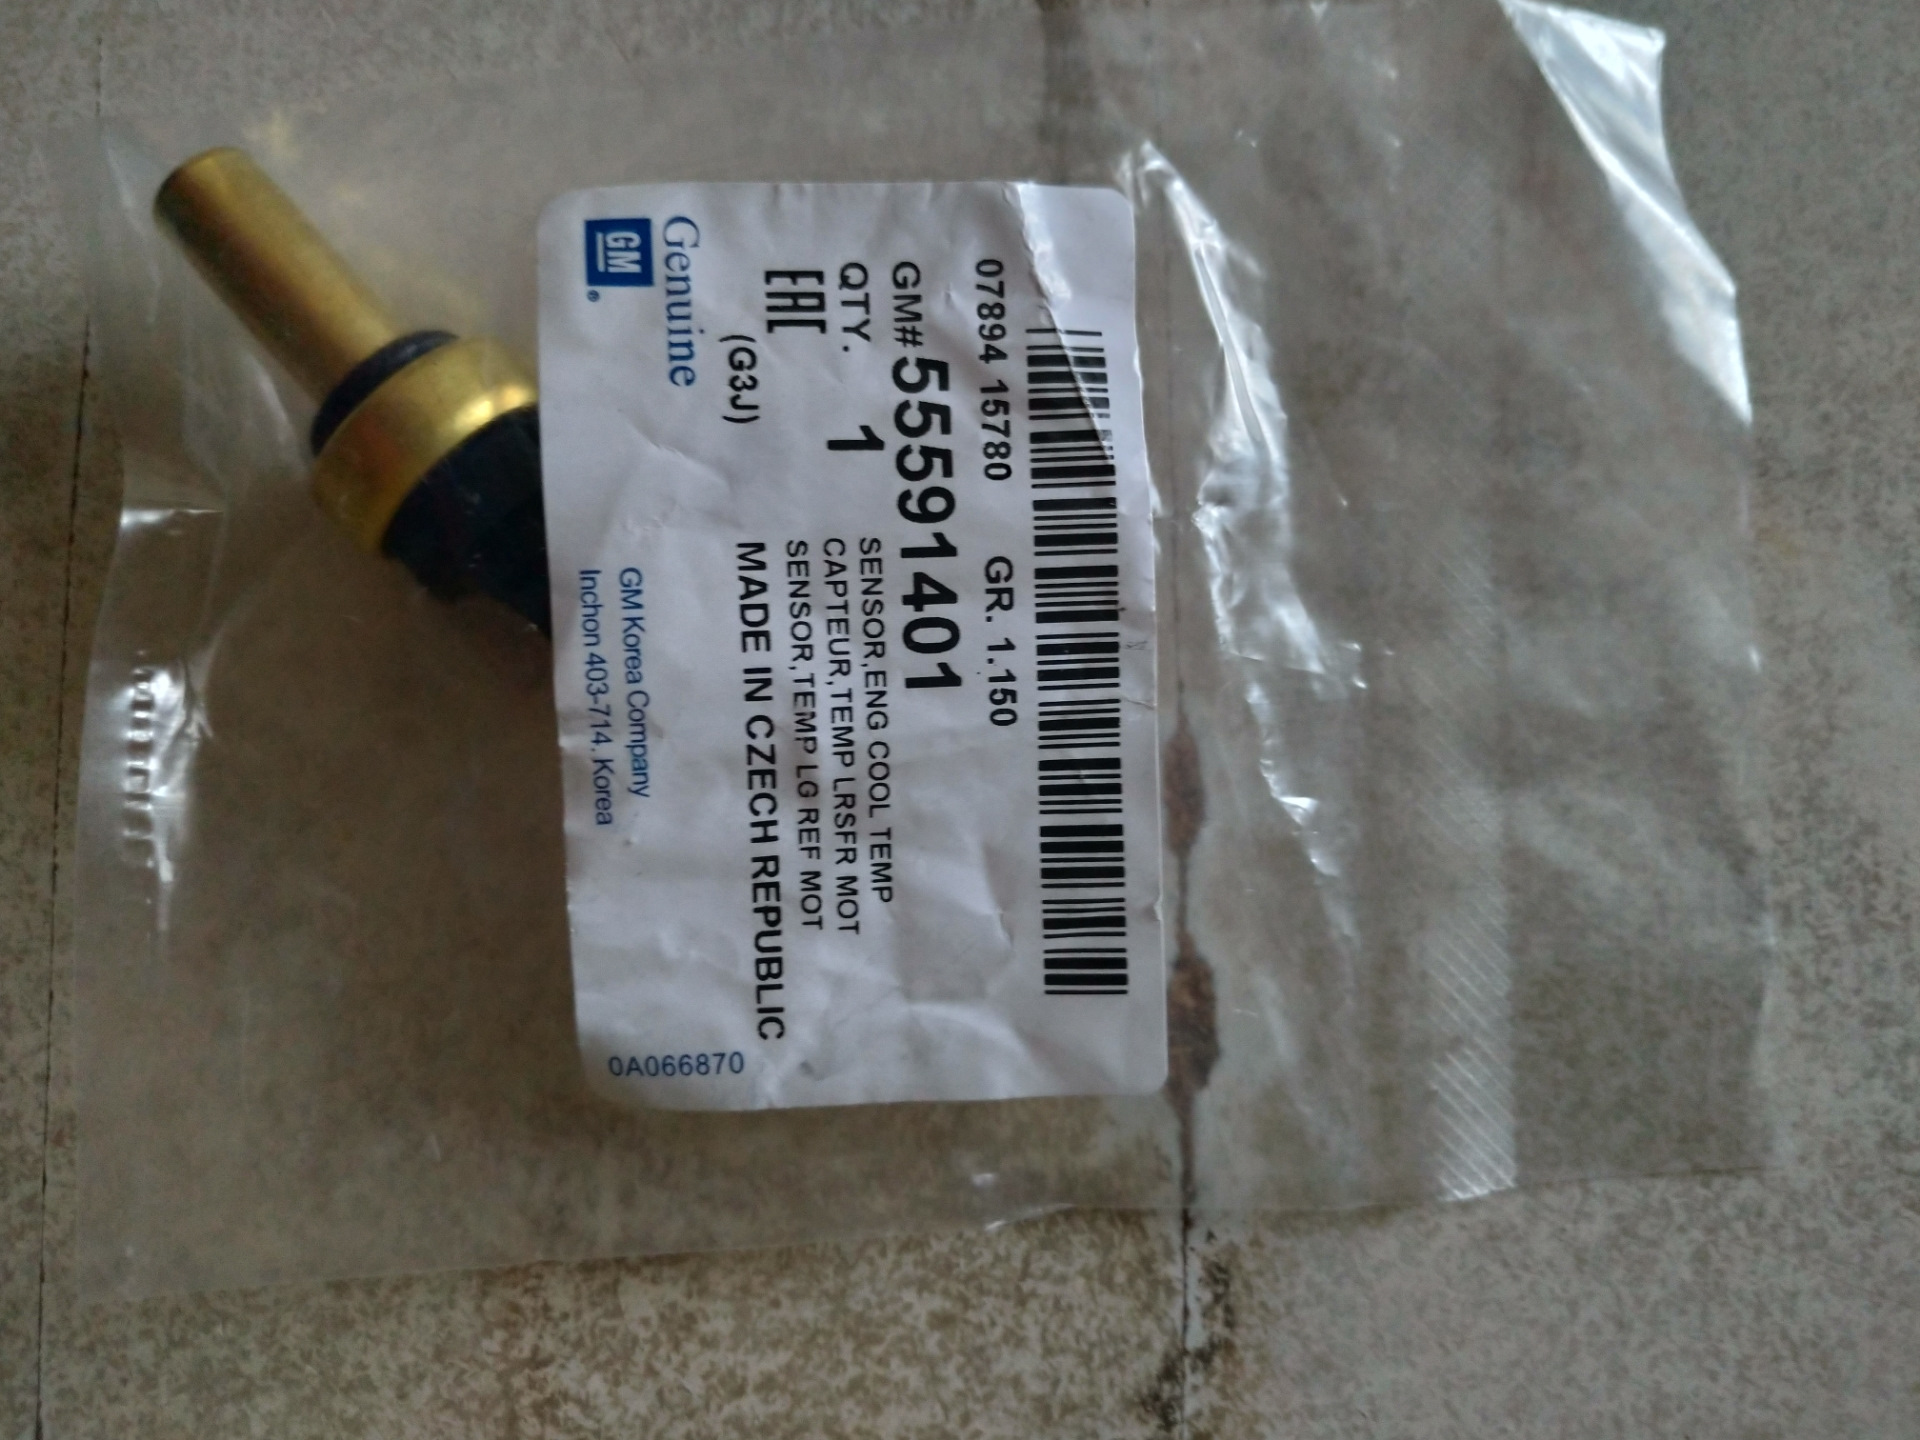 07894 15780 GR. 1.150
GM# 55591401
QTY. 1 SENSOR,ENG COOL TEMP
CAPTEUR,TEMP LRSFR MOT
EAC SENSOR,TEMP LG REF MOT
(G3J) MADE IN CZECH REPUBLIC
Genuine
GM®
GM Korea Company
Inchon 403-714. Korea
0A066870